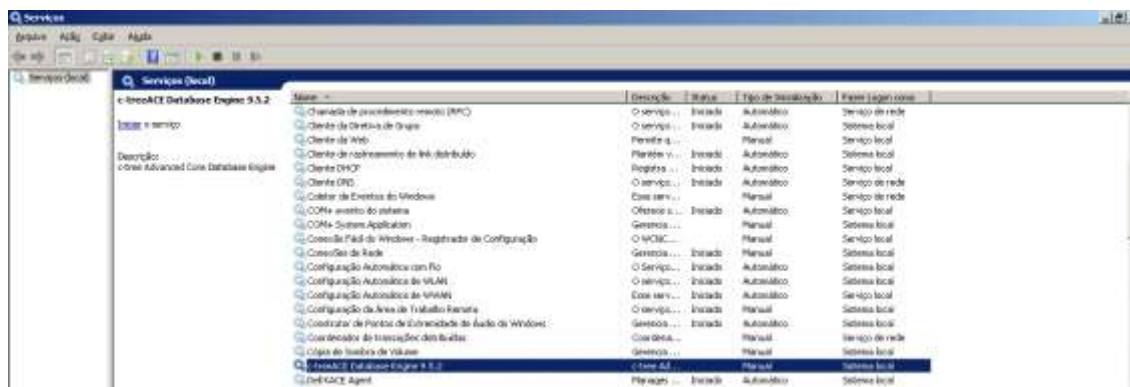 Serviços
Arquivo Ação Exibir Ajuda
Serviços (local)
Serviços (local)
c-treeACE Database Engine 9.5.2
Iniciar o serviço
Descrição:
c-tree Advanced Core Database Engine
Nome Descrição Status Tipo de Inicialização Fazer Logon como
Chamada de procedimento remoto (RPC) O serviço... Iniciado Automático Serviço de rede
Cliente da Diretiva de Grupo O serviço... Iniciado Automático Sistema local
Cliente da Web Permite q... Manual Serviço local
Cliente de rastreamento de link distribuído Mantém v... Iniciado Automático Sistema local
Cliente DHCP Registra ... Iniciado Automático Serviço local
Cliente DNS O serviço... Iniciado Automático Serviço de rede
Coletor de Eventos do Windows Esse serv... Manual Serviço de rede
COM+ evento do sistema Oferece s... Iniciado Automático Serviço local
COM+ System Application Gerencia ... Manual Sistema local
Conexão Fácil do Windows - Registrador de Configuração O WCNC... Manual Serviço local
Conexões de Rede Gerencia ... Iniciado Manual Sistema local
Configuração Automática com Fio O Serviço... Iniciado Automático Sistema local
Configuração Automática de WLAN O serviço... Iniciado Automático Sistema local
Configuração Automática de WWAN Esse serv... Iniciado Automático Serviço local
Configuração da Área de Trabalho Remota O serviço... Iniciado Manual Sistema local
Construtor de Pontos de Extremidade de Áudio do Windows Gerencia ... Iniciado Automático Sistema local
Coordenador de transações distribuídas Coordena... Manual Serviço de rede
Cópia de Sombra de Volume Gerencia ... Manual Sistema local
c-treeACE Database Engine 9.5.2 c-tree Ad... Manual Sistema local
Dell KACE Agent Manages ... Iniciado Automático Sistema local